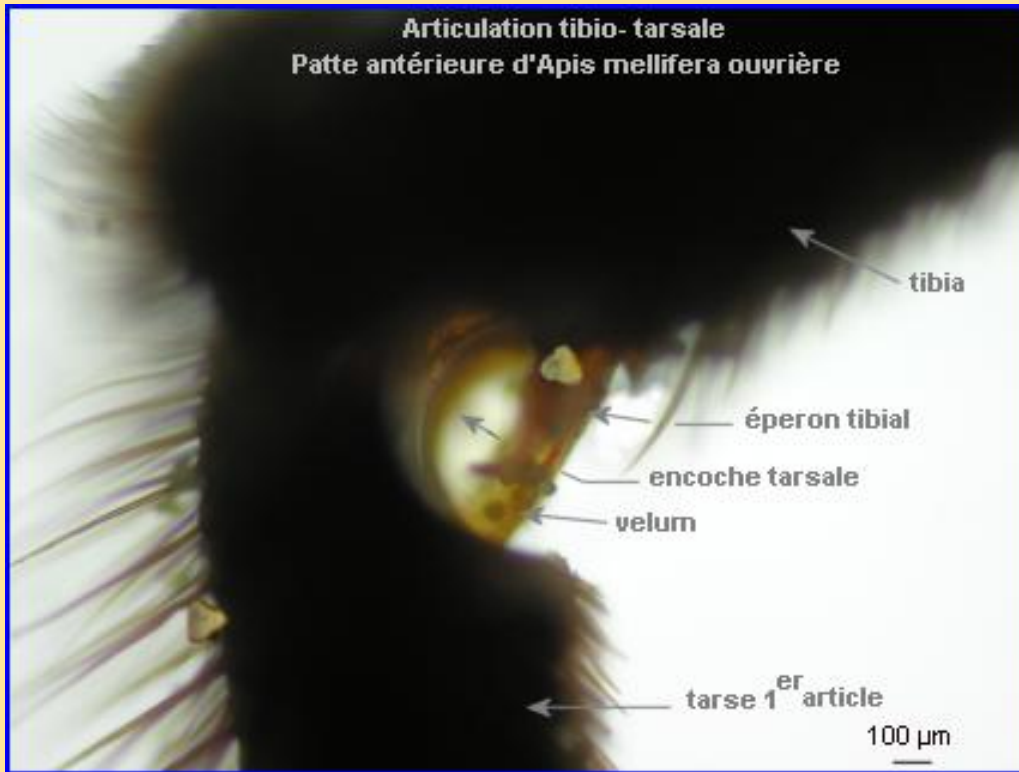 Articulation tibio- tarsale
Patte antérieure d'Apis mellifera ouvrière
tibia
éperon tibial
encoche tarsale
velum
tarse 1er article
100 µm